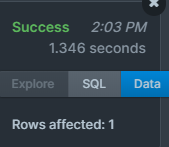 Success 2:03 PM
1.346 seconds
Explore SQL Data
Rows affected: 1